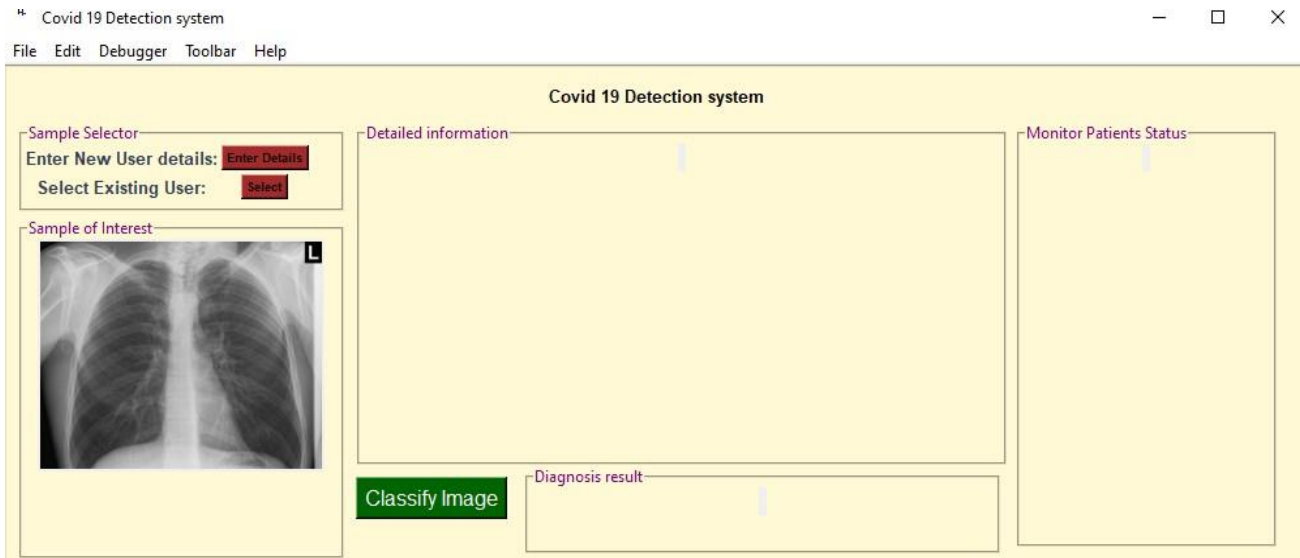 Covid 19 Detection system
File Edit Debugger Toolbar Help
Covid 19 Detection system
Sample Selector
Enter New User details: Enter Details
Select Existing User: Select
Sample of Interest
L
Detailed information
Monitor Patients Status
Classify Image
Diagnosis result